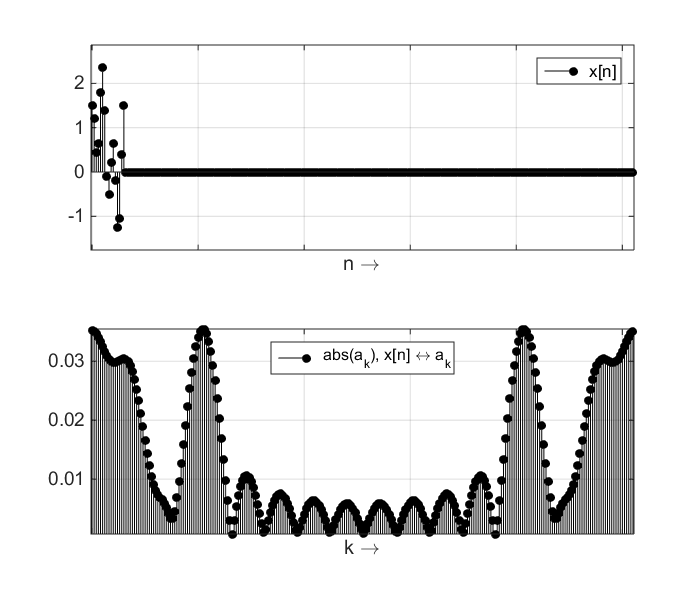 2
1
0
-1
x[n]
n →
0.03
0.02
0.01
abs(a_k), x[n] ↔ a_k
k →